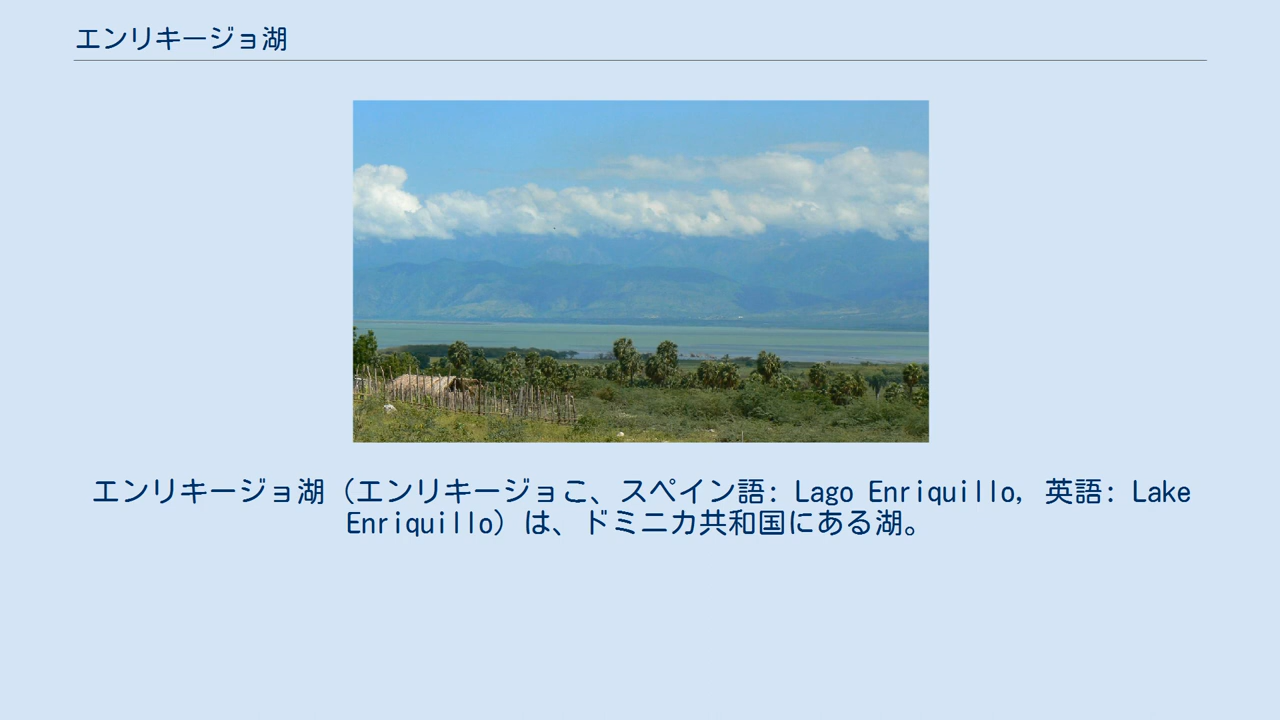 エンリキージョ湖
エンリキージョ湖（エンリキージョこ、スペイン語: Lago Enriquillo, 英語: Lake
Enriquillo）は、ドミニカ共和国にある湖。